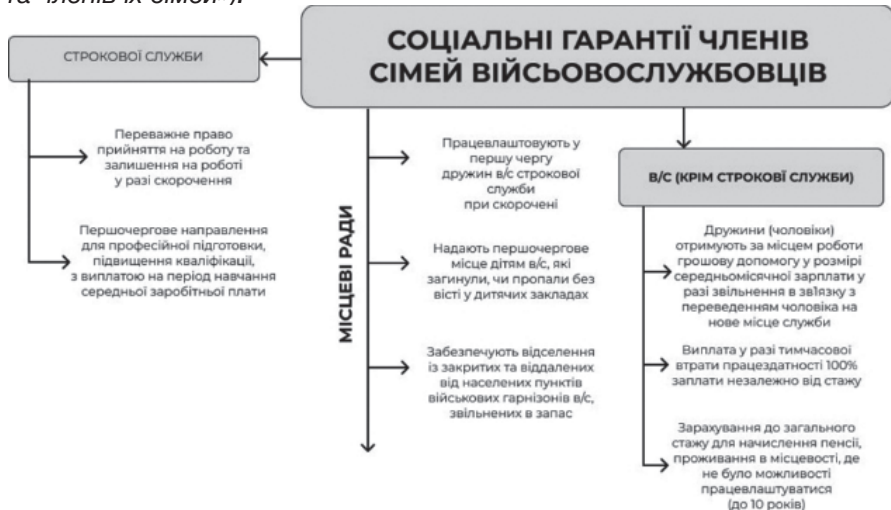 та членів їх сімей»).
СОЦІАЛЬНІ ГАРАНТІЇ ЧЛЕНІВ
СІМЕЙ ВІЙСЬОВОСЛУЖБОВЦІВ
СТРОКОВОЇ СЛУЖБИ
Переважне право
прийняття на роботу та
залишення на роботі
у разі скорочення
Першочергове направлення
для професійної підготовки,
підвищення кваліфікації,
з виплатою на період навчання
середньої заробітної плати
МІСЦЕВІ РАДИ
Працевлаштовують у
першу чергу
дружин в/с строкової
служби
при скорочені
Надають першочергове
місце дітям в/с, які
загинули, чи пропали без
вісті у дитячих закладах
Забезпечують відселення
із закритих та віддалених
від населених пунктів
військових гарнізонів в/с,
звільнених в запас
В/С (КРІМ СТРОКОВЇ СЛУЖБИ)
Дружини (чоловіки)
отримують за місцем роботи
грошову допомогу у розмірі
середньомісячної зарплати у
разі звільнення в зв'язку з
переведенням чоловіка на
нове місце служби
Виплата у разі тимчасової
втрати працездатності 100%
заплати незалежно від стажу
Зарахування до загального
стажу для начислення пенсії,
проживання в місцевості, де
не було можливості
працевлаштуватися
(до 10 років)